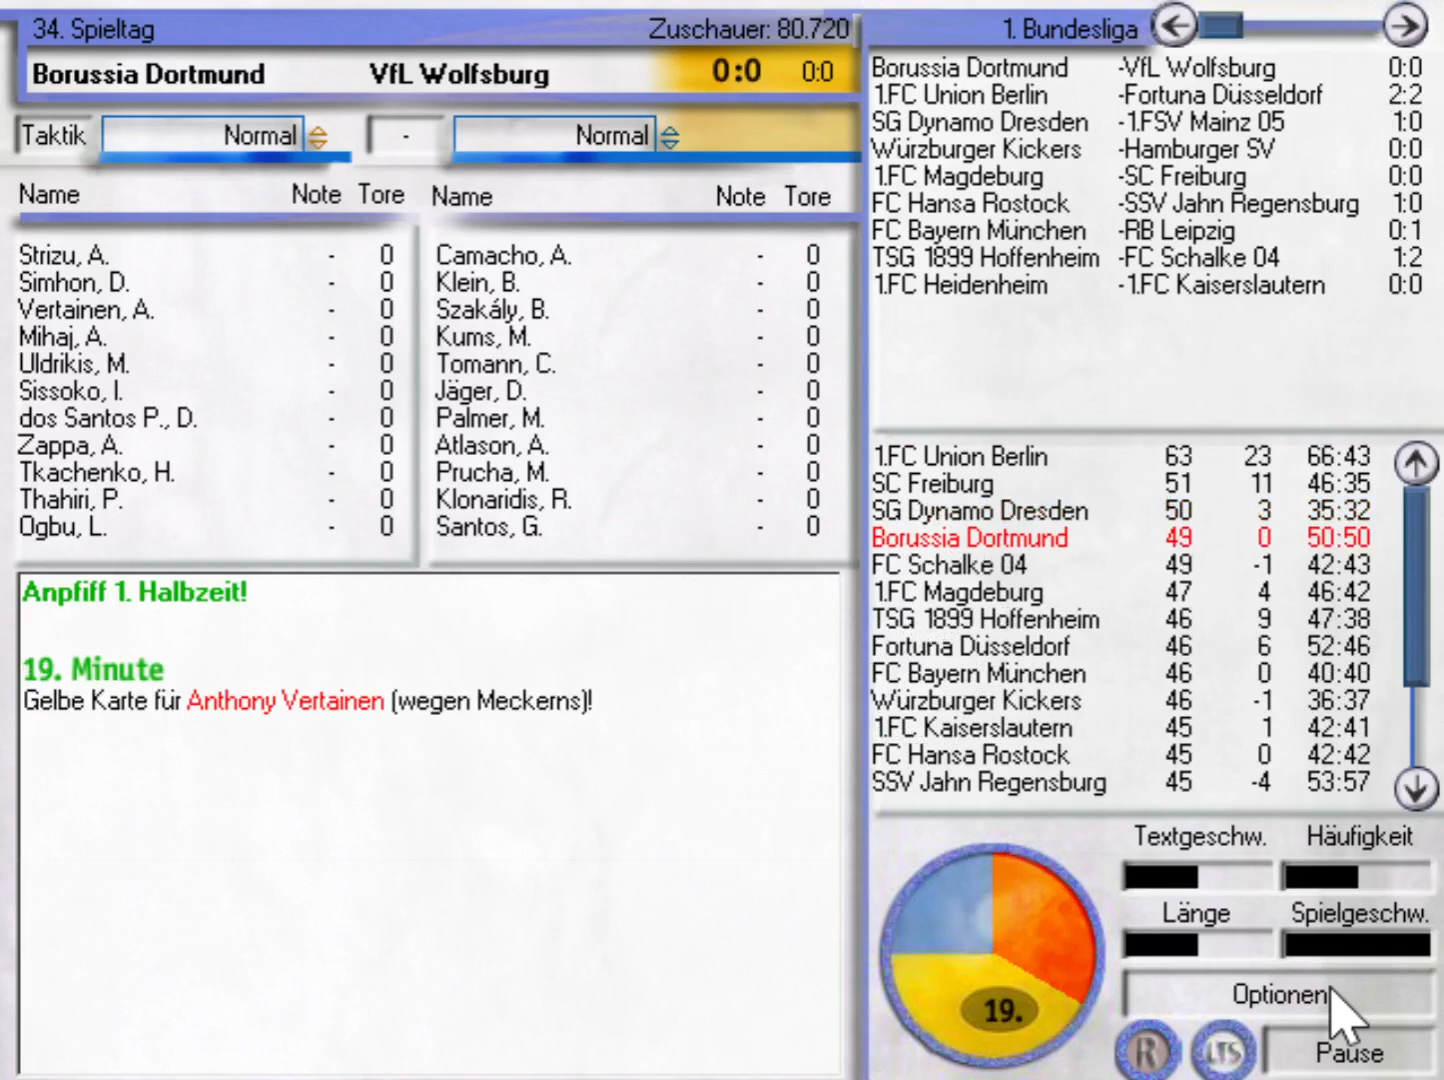 34. Spieltag Zuschauer: 80.720
Borussia Dortmund VfL Wolfsburg 0:0 0:0
Taktik Normal - Normal
Name Note Tore Name Note Tore
Strizu, A. - 0 Camacho, A. - 0
Simhon, D. - 0 Klein, B. - 0
Vertainen, A. - 0 Szakály, B. - 0
Mihaj, A. - 0 Kums, M. - 0
Uldrikis, M. - 0 Tomann, C. - 0
Sissoko, I. - 0 Jäger, D. - 0
dos Santos P., D. - 0 Palmer, M. - 0
Zappa, A. - 0 Atlason, A. - 0
Tkachenko, H. - 0 Prucha, M. - 0
Thahiri, P. - 0 Klonaridis, R. - 0
Ogbu, L. - 0 Santos, G. - 0
Anpfiff 1. Halbzeit!
19. Minute
Gelbe Karte für Anthony Vertainen (wegen Meckerns)!
1. Bundesliga
Borussia Dortmund -VfL Wolfsburg 0:0
1.FC Union Berlin -Fortuna Düsseldorf 2:2
SG Dynamo Dresden -1.FSV Mainz 05 1:0
Würzburger Kickers -Hamburger SV 0:0
1.FC Magdeburg -SC Freiburg 0:0
FC Hansa Rostock -SSV Jahn Regensburg 1:0
FC Bayern München -RB Leipzig 0:1
TSG 1899 Hoffenheim -FC Schalke 04 1:2
1.FC Heidenheim -1.FC Kaiserslautern 0:0
1.FC Union Berlin 63 23 66:43
SC Freiburg 51 11 46:35
SG Dynamo Dresden 50 3 35:32
Borussia Dortmund 49 0 50:50
FC Schalke 04 49 -1 42:43
1.FC Magdeburg 47 4 46:42
TSG 1899 Hoffenheim 46 9 47:38
Fortuna Düsseldorf 46 6 52:46
FC Bayern München 46 0 40:40
Würzburger Kickers 46 -1 36:37
1.FC Kaiserslautern 45 1 42:41
FC Hansa Rostock 45 0 42:42
SSV Jahn Regensburg 45 -4 53:57
Textgeschw. Häufigkeit
Länge Spielgeschw.
19.
Optionen
R LTS Pause